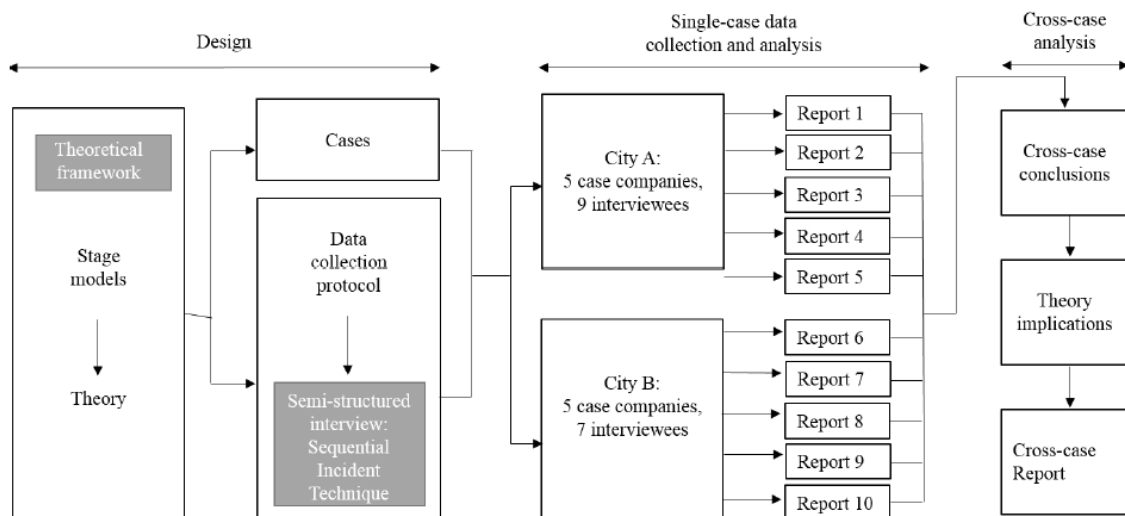 Design
Single-case data
collection and analysis
Cross-case
analysis
Theoretical
framework
Stage
models
Theory
Cases
Data
collection
protocol
Semi-structured
interview:
Sequential
Incident
Technique
City A:
5 case companies,
9 interviewees
City B:
5 case companies,
7 interviewees
Report 1
Report 2
Report 3
Report 4
Report 5
Report 6
Report 7
Report 8
Report 9
Report 10
Cross-case
conclusions
Theory
implications
Cross-case
Report